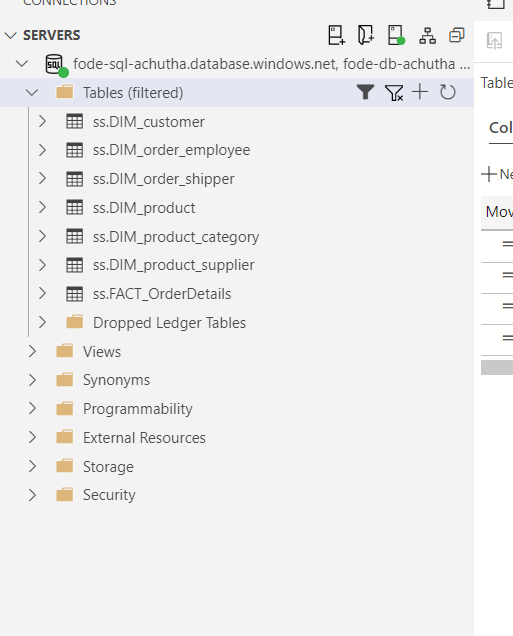 CONNECTIONS
SERVERS
SQL
fode-sql-achutha.database.windows.net, fode-db-achutha ...
Tables (filtered)
ss.DIM_customer
ss.DIM_order_employee
ss.DIM_order_shipper
ss.DIM_product
ss.DIM_product_category
ss.DIM_product_supplier
ss.FACT_OrderDetails
Dropped Ledger Tables
Views
Synonyms
Programmability
External Resources
Storage
Security
Table
Col
Ne
Mov